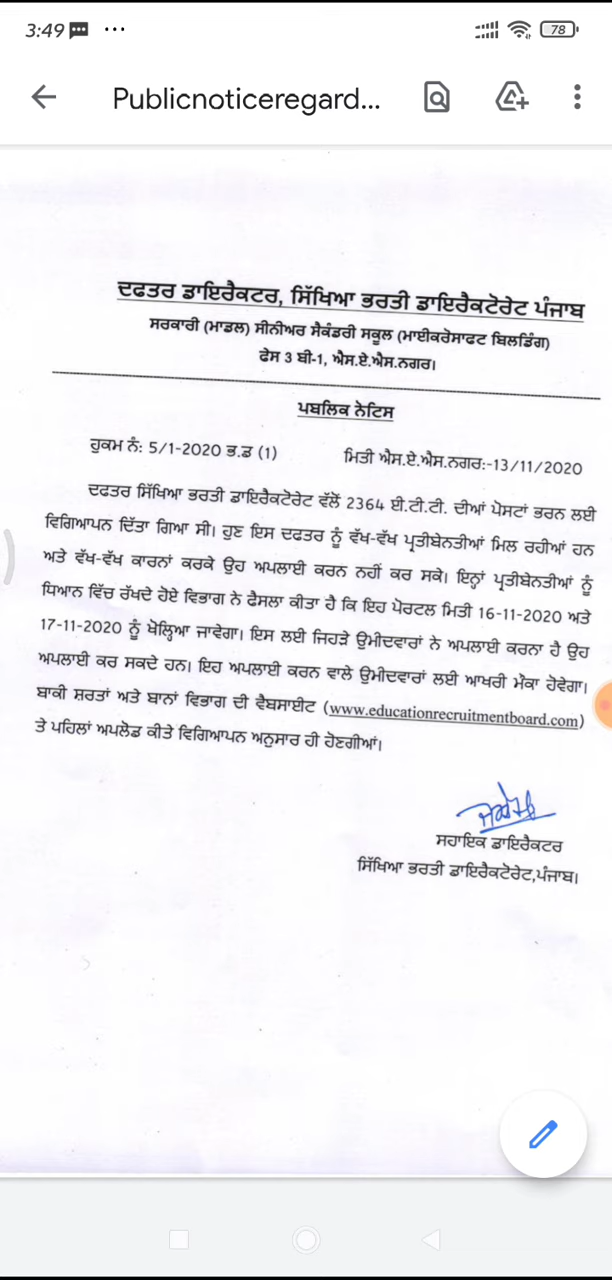 3:49
78
Publicnoticeregard...
ਦਫਤਰ ਡਾਇਰੈਕਟਰ, ਸਿੱਖਿਆ ਭਰਤੀ ਡਾਇਰੈਕਟੋਰੇਟ ਪੰਜਾਬ
ਸਰਕਾਰੀ (ਮਾਡਲ) ਸੀਨੀਅਰ ਸੈਕੰਡਰੀ ਸਕੂਲ (ਮਾਈਕਰੋਸਾਫਟ ਬਿਲਡਿੰਗ)
ਫੇਸ 3 ਬੀ-1, ਐਸ.ਏ.ਐਸ.ਨਗਰ।
ਪਬਲਿਕ ਨੋਟਿਸ
ਹੁਕਮ ਨੰ: 5/1-2020 ਭ.ਡ (1) ਮਿਤੀ ਐਸ.ਏ.ਐਸ.ਨਗਰ:-13/11/2020
ਦਫਤਰ ਸਿੱਖਿਆ ਭਰਤੀ ਡਾਇਰੈਕਟੋਰੇਟ ਵੱਲੋਂ 2364 ਈ.ਟੀ.ਟੀ. ਦੀਆਂ ਪੋਸਟਾਂ ਭਰਨ ਲਈ
ਵਿਗਿਆਪਨ ਦਿੱਤਾ ਗਿਆ ਸੀ। ਹੁਣ ਇਸ ਦਫਤਰ ਨੂੰ ਵੱਖ-ਵੱਖ ਪ੍ਰਤੀਬੇਨਤੀਆਂ ਮਿਲ ਰਹੀਆਂ ਹਨ
ਅਤੇ ਵੱਖ-ਵੱਖ ਕਾਰਨਾਂ ਕਰਕੇ ਉਹ ਅਪਲਾਈ ਕਰਨ ਨਹੀਂ ਕਰ ਸਕੇ। ਇਨ੍ਹਾਂ ਪ੍ਰਤੀਬੇਨਤੀਆਂ ਨੂੰ
ਧਿਆਨ ਵਿੱਚ ਰੱਖਦੇ ਹੋਏ ਵਿਭਾਗ ਨੇ ਫੈਸਲਾ ਕੀਤਾ ਹੈ ਕਿ ਇਹ ਪੋਰਟਲ ਮਿਤੀ 16-11-2020 ਅਤੇ
17-11-2020 ਨੂੰ ਖੋਲ੍ਹਿਆ ਜਾਵੇਗਾ। ਇਸ ਲਈ ਜਿਹੜੇ ਉਮੀਦਵਾਰਾਂ ਨੇ ਅਪਲਾਈ ਕਰਨਾ ਹੈ ਉਹ
ਅਪਲਾਈ ਕਰ ਸਕਦੇ ਹਨ। ਇਹ ਅਪਲਾਈ ਕਰਨ ਵਾਲੇ ਉਮੀਦਵਾਰਾਂ ਲਈ ਆਖਰੀ ਮੌਕਾ ਹੋਵੇਗਾ।
ਬਾਕੀ ਸ਼ਰਤਾਂ ਅਤੇ ਬਾਨਾਂ ਵਿਭਾਗ ਦੀ ਵੈਬਸਾਈਟ (www.educationrecruitmentboard.com)
ਤੇ ਪਹਿਲਾਂ ਅਪਲੋਡ ਕੀਤੇ ਵਿਗਿਆਪਨ ਅਨੁਸਾਰ ਹੀ ਹੋਣਗੀਆਂ।
ਸਹਾਇਕ ਡਾਇਰੈਕਟਰ
ਸਿੱਖਿਆ ਭਰਤੀ ਡਾਇਰੈਕਟੋਰੇਟ,ਪੰਜਾਬ।